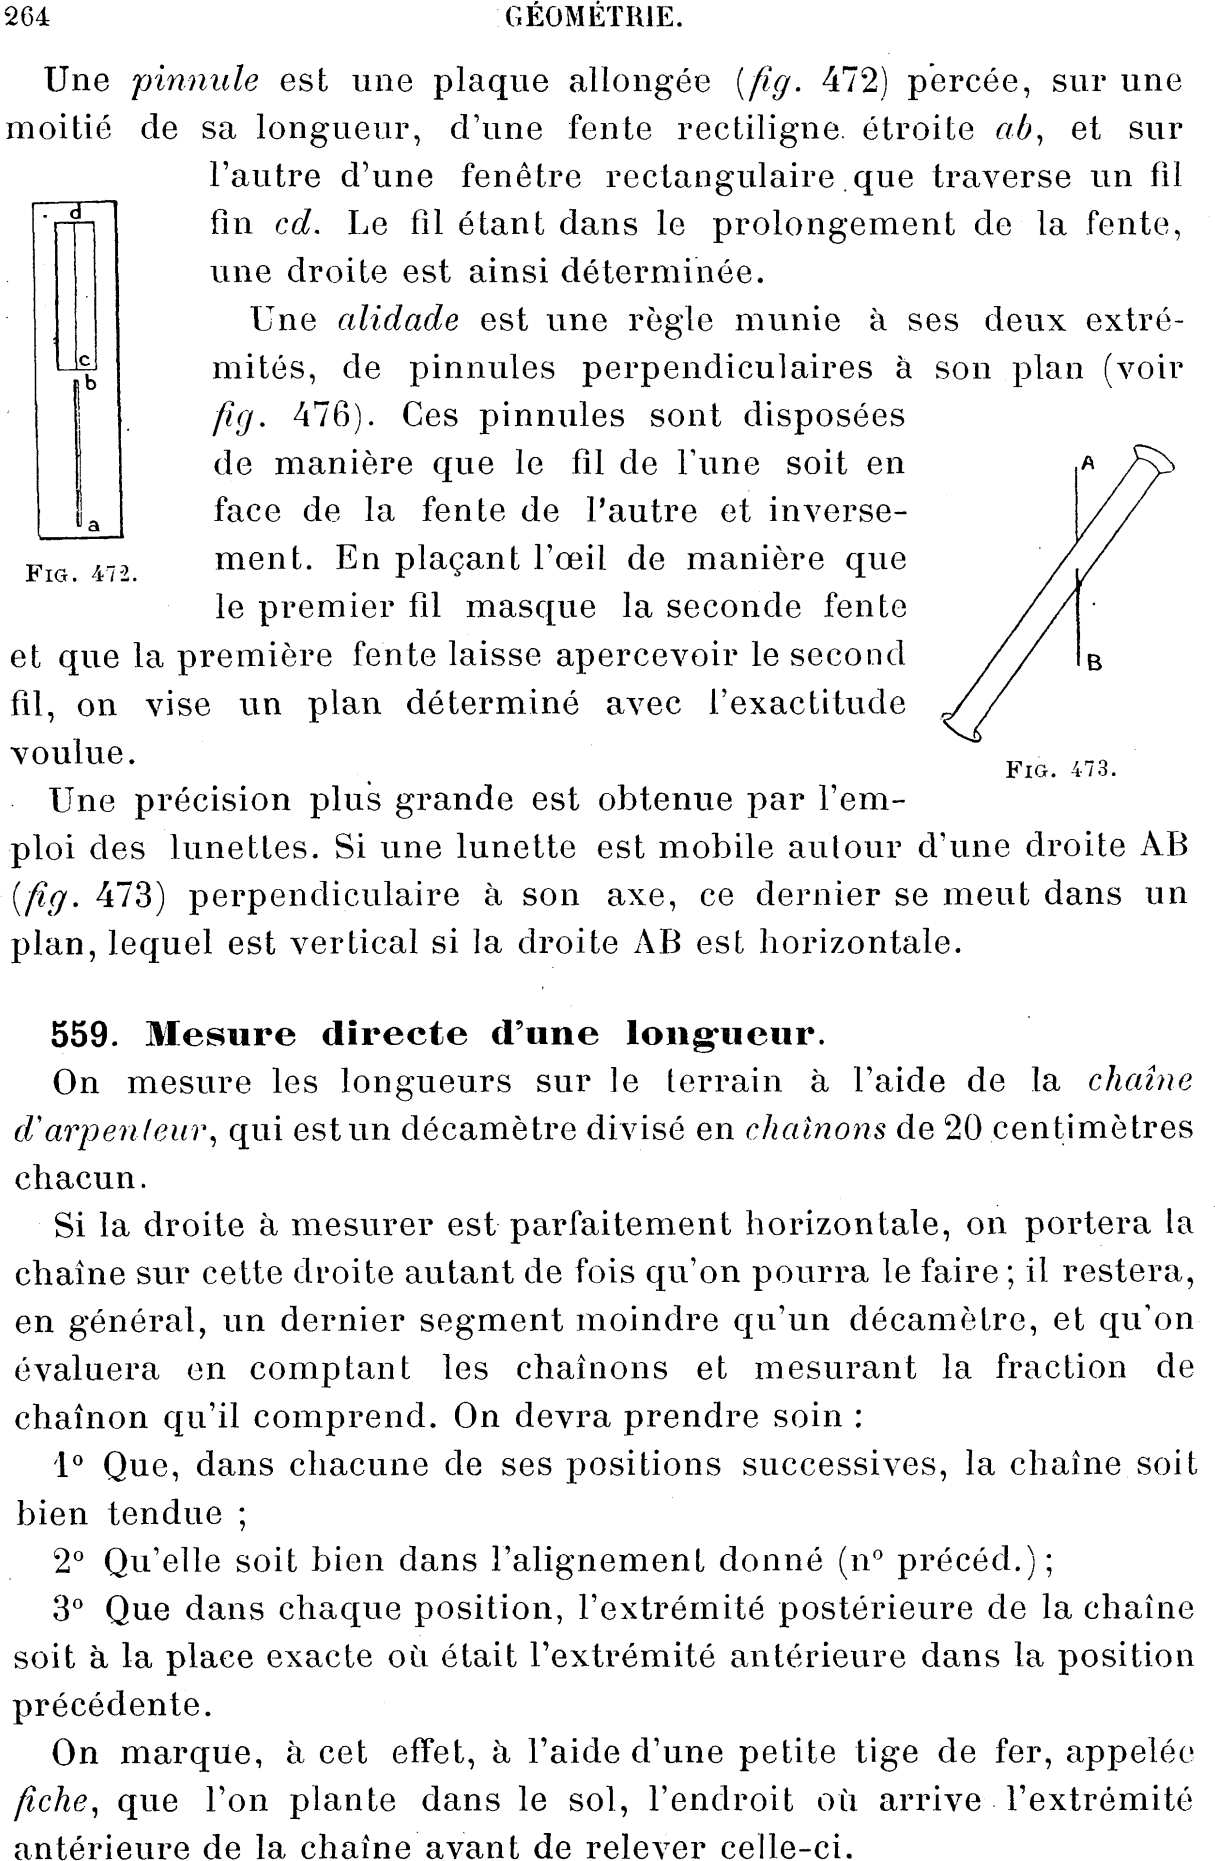 264
GÉOMÉTRIE.
Une pinnule est une plaque allongée (fig. 472) percée, sur une
moitié de sa longueur, d'une fente rectiligne étroite ab, et sur
l'autre d'une fenêtre rectangulaire que traverse un fil
fin cd. Le fil étant dans le prolongement de la fente,
une droite est ainsi déterminée.
d
c
b
a
FIG. 472.
Une alidade est une règle munie à ses deux extré-
mités, de pinnules perpendiculaires à son plan (voir
fig. 476). Ces pinnules sont disposées
de manière que le fil de l'une soit en
face de la fente de l'autre et inverse-
ment. En plaçant l'œil de manière que
le premier fil masque la seconde fente
et que la première fente laisse apercevoir le second
fil, on vise un plan déterminé avec l'exactitude
voulue.
A
B
FIG. 473.
Une précision plus grande est obtenue par l'em-
ploi des lunettes. Si une lunette est mobile autour d'une droite AB
(fig. 473) perpendiculaire à son axe, ce dernier se meut dans un
plan, lequel est vertical si la droite AB est horizontale.
559. Mesure directe d'une longueur.
On mesure les longueurs sur le terrain à l'aide de la chaîne
d'arpenteur, qui est un décamètre divisé en chaînons de 20 centimètres
chacun.
Si la droite à mesurer est parfaitement horizontale, on portera la
chaîne sur cette droite autant de fois qu'on pourra le faire ; il restera,
en général, un dernier segment moindre qu'un décamètre, et qu'on
évaluera en comptant les chaînons et mesurant la fraction de
chaînon qu'il comprend. On devra prendre soin :
1° Que, dans chacune de ses positions successives, la chaîne soit
bien tendue ;
2° Qu'elle soit bien dans l'alignement donné (n° précéd.) ;
3° Que dans chaque position, l'extrémité postérieure de la chaîne
soit à la place exacte où était l'extrémité antérieure dans la position
précédente.
On marque, à cet effet, à l'aide d'une petite tige de fer, appelée
fiche, que l'on plante dans le sol, l'endroit où arrive l'extrémité
antérieure de la chaîne avant de relever celle-ci.